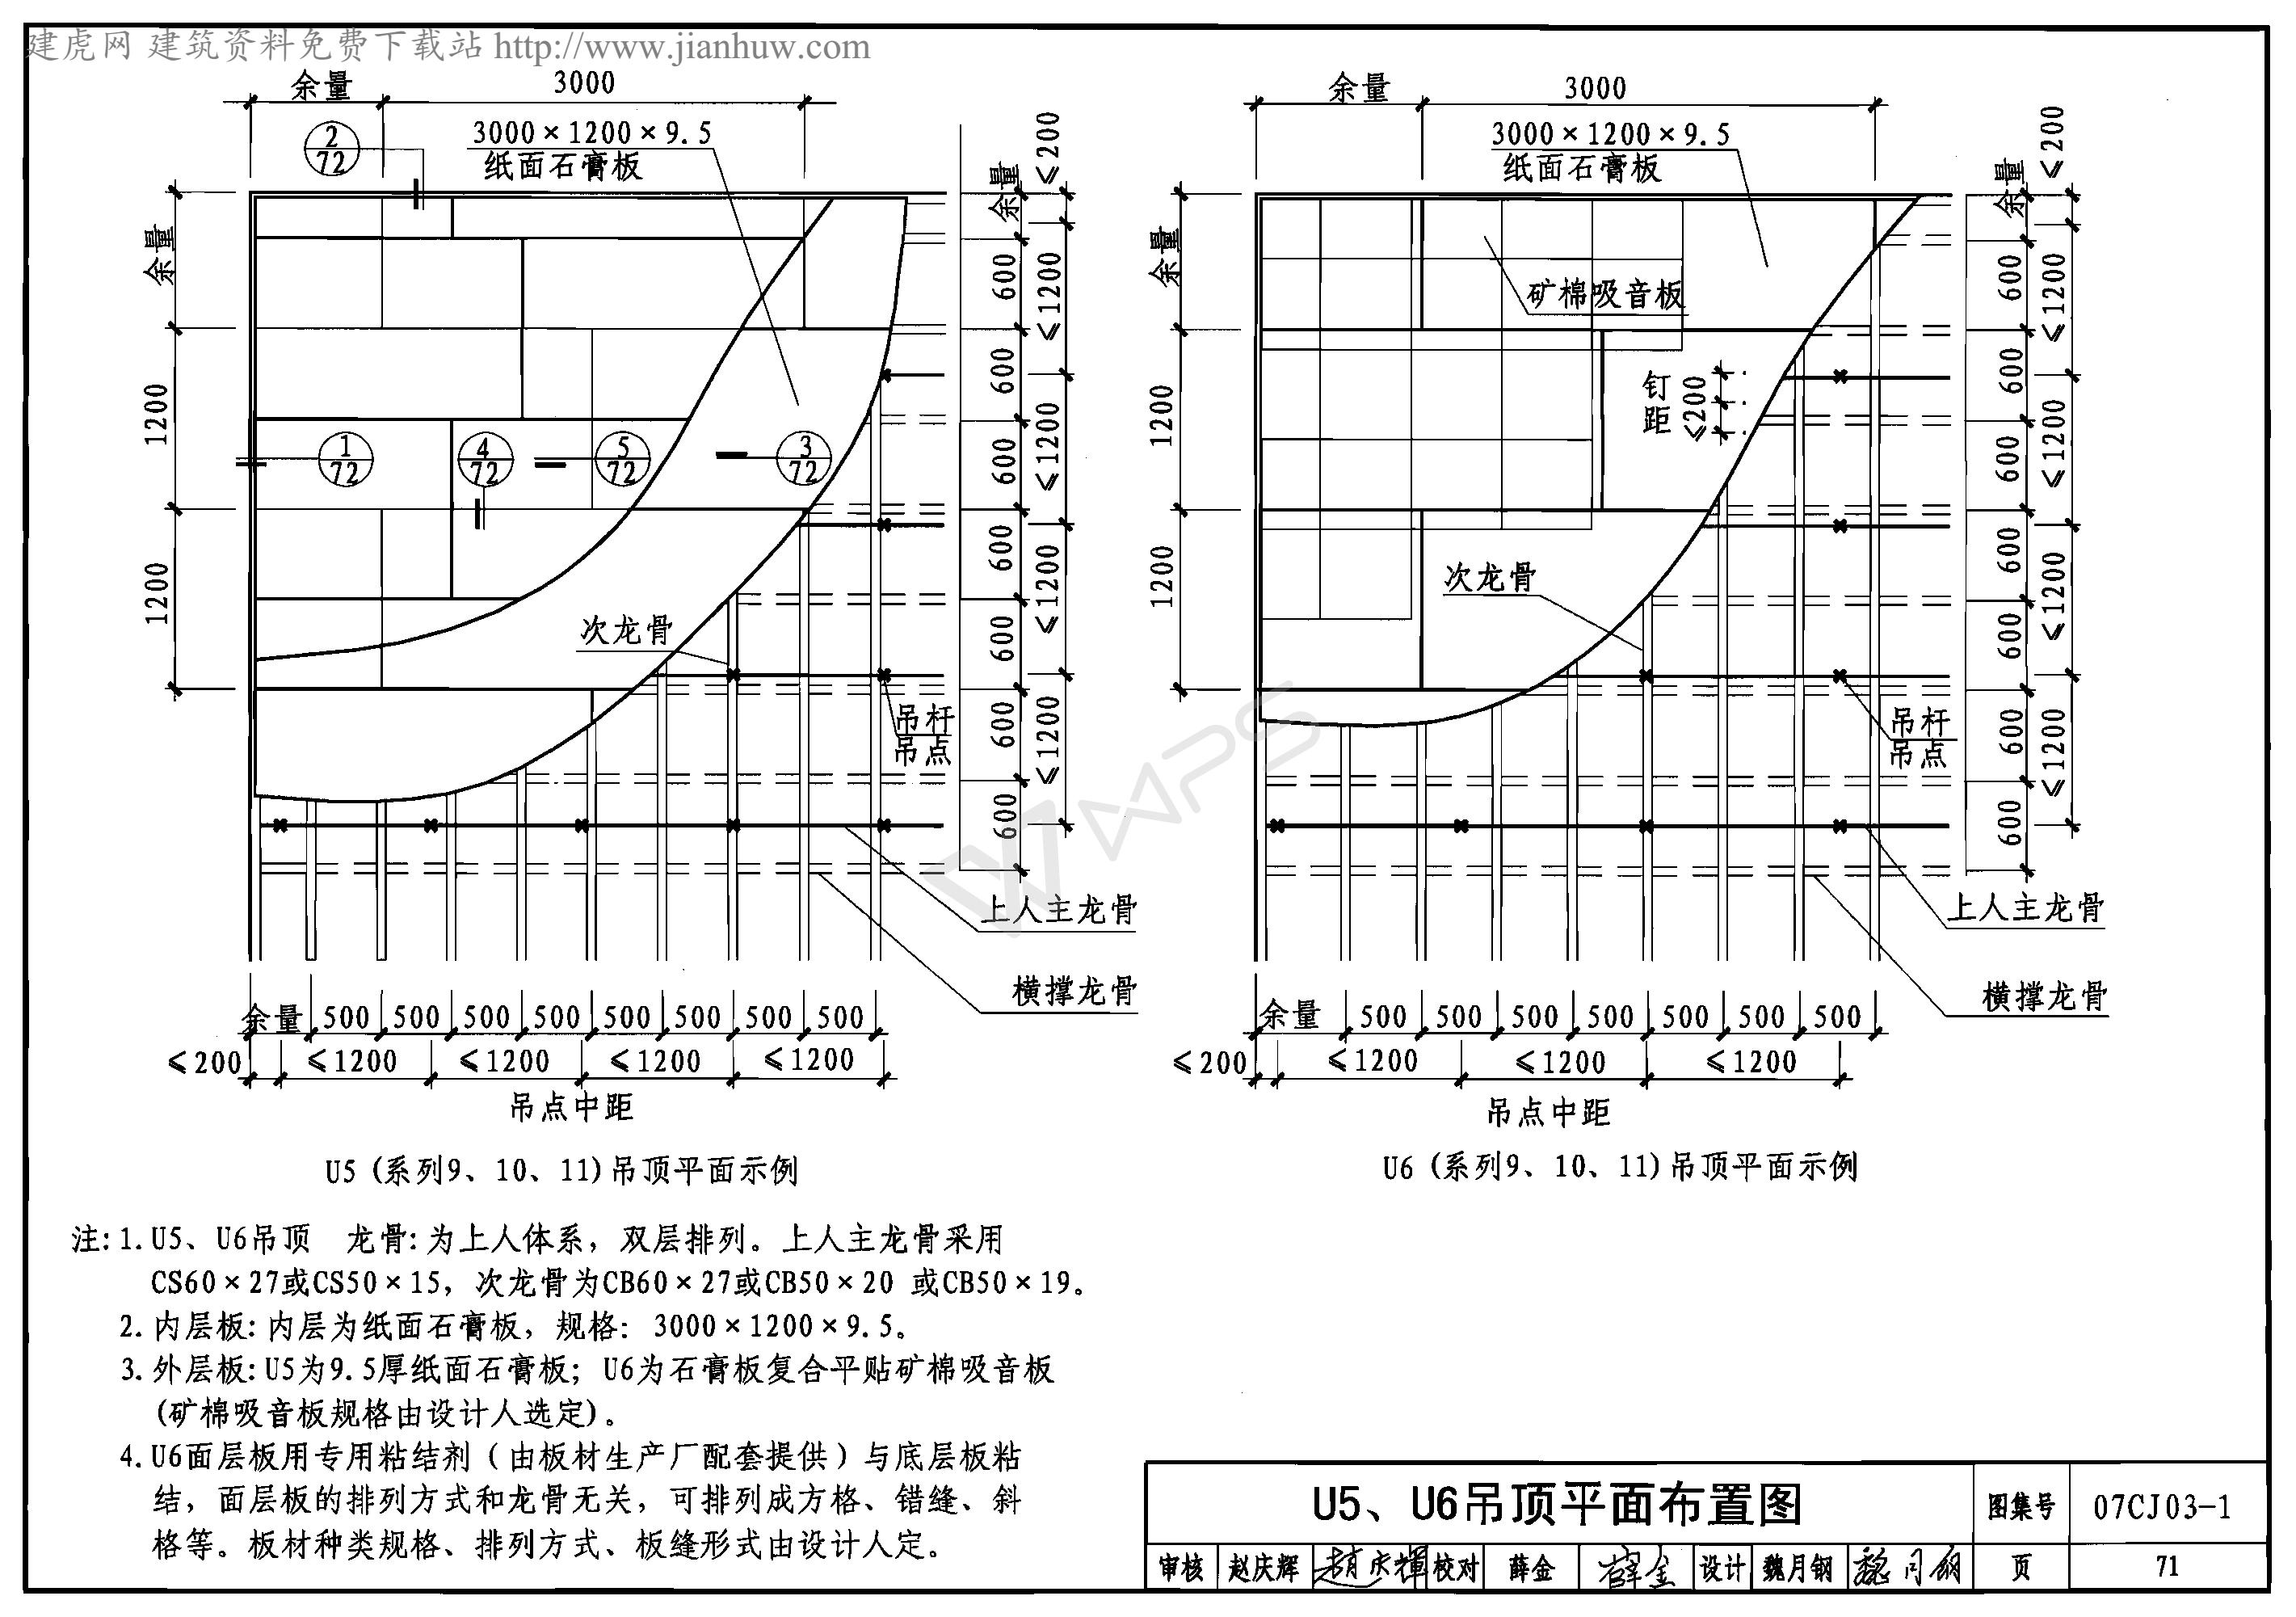 建虎网 建筑资料免费下载站 http://www.jianhuw.com
余量 3000
2
72
3000×1200×9.5
纸面石膏板
余量
1200
1200
1
72
4
72
5
72
3
72
次龙骨
吊杆
吊点
上人主龙骨
横撑龙骨
余量 600 600 600 600 600 600 600
≤200 ≤1200 ≤1200 ≤1200 ≤1200
余量 500 500 500 500 500 500 500 500
≤200 ≤1200 ≤1200 ≤1200 ≤1200
吊点中距
U5 (系列9、10、11)吊顶平面示例
余量 3000
3000×1200×9.5
纸面石膏板
矿棉吸音板
钉距
≤200
余量
1200
1200
次龙骨
吊杆
吊点
上人主龙骨
横撑龙骨
余量 600 600 600 600 600 600 600
≤200 ≤1200 ≤1200 ≤1200 ≤1200
余量 500 500 500 500 500 500 500
≤200 ≤1200 ≤1200 ≤1200
吊点中距
U6 (系列9、10、11)吊顶平面示例
WPS
注:1.U5、U6吊顶 龙骨:为上人体系，双层排列。上人主龙骨采用
CS60×27或CS50×15，次龙骨为CB60×27或CB50×20 或CB50×19。
2.内层板:内层为纸面石膏板，规格: 3000×1200×9.5。
3.外层板:U5为9.5厚纸面石膏板；U6为石膏板复合平贴矿棉吸音板
(矿棉吸音板规格由设计人选定)。
4.U6面层板用专用粘结剂（由板材生产厂配套提供）与底层板粘
结，面层板的排列方式和龙骨无关，可排列成方格、错缝、斜
格等。板材种类规格、排列方式、板缝形式由设计人定。
U5、U6吊顶平面布置图 图集号 07CJ03-1
审核 赵庆辉 趙庆輝 校对 薛金 薛金 设计 魏月钢 魏月钢 页 71